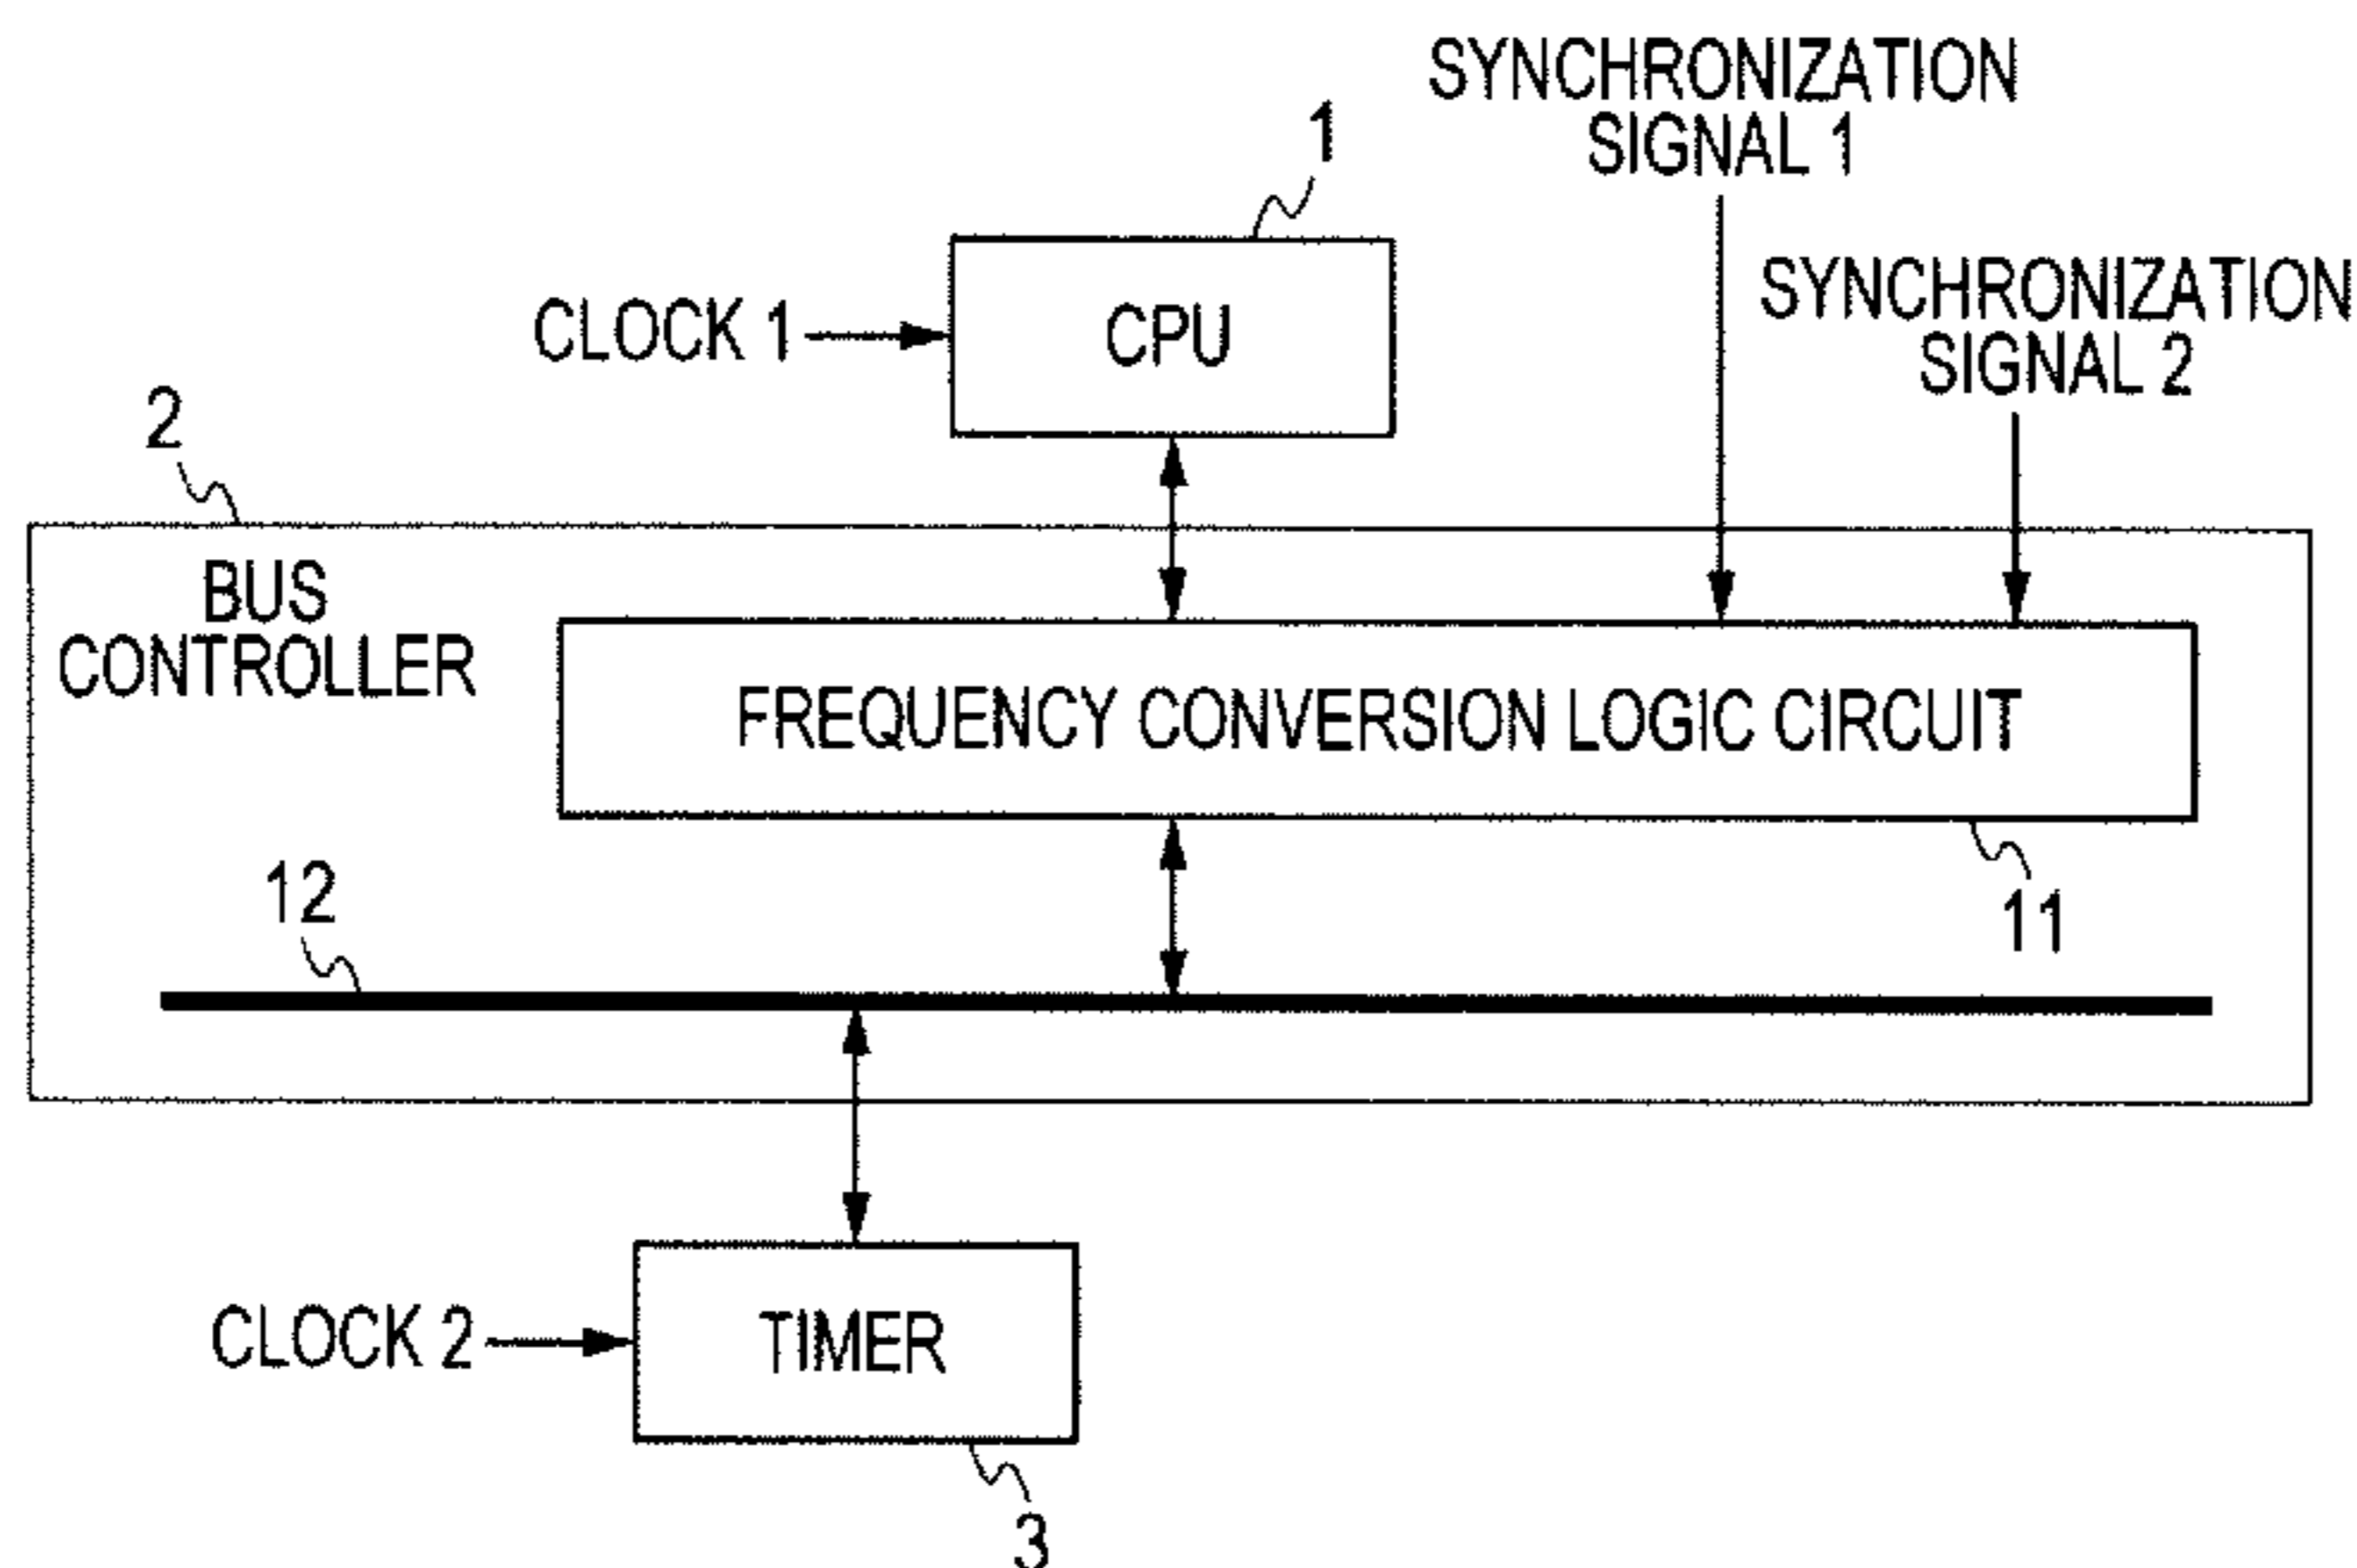 SYNCHRONIZATION
SIGNAL 1
1
SYNCHRONIZATION
SIGNAL 2
CLOCK 1
CPU
2
BUS
CONTROLLER
FREQUENCY CONVERSION LOGIC CIRCUIT
12
11
CLOCK 2
TIMER
3